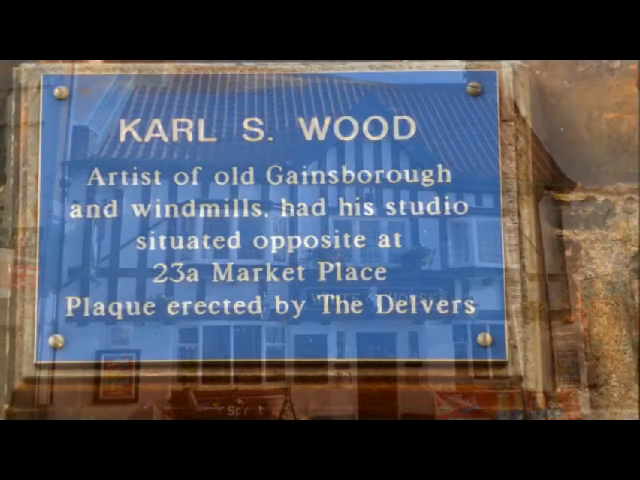 KARL S. WOOD
Artist of old Gainsborough
and windmills, had his studio
situated opposite at
23a Market Place
Plaque erected by The Delvers